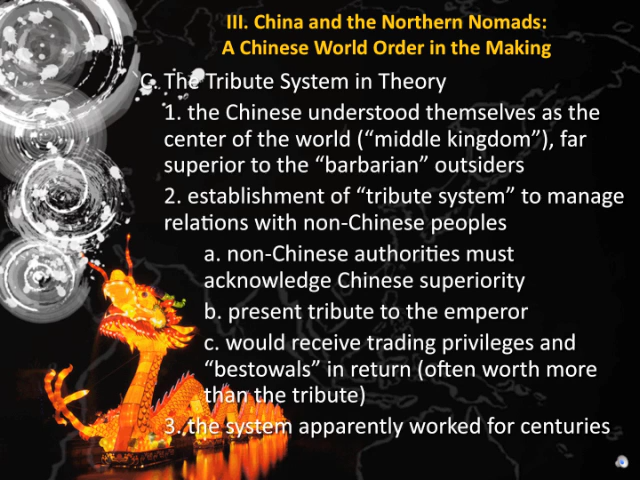 III. China and the Northern Nomads:
A Chinese World Order in the Making
C. The Tribute System in Theory
1. the Chinese understood themselves as the
center of the world (“middle kingdom”), far
superior to the “barbarian” outsiders
2. establishment of “tribute system” to manage
relations with non-Chinese peoples
a. non-Chinese authorities must
acknowledge Chinese superiority
b. present tribute to the emperor
c. would receive trading privileges and
“bestowals” in return (often worth more
than the tribute)
3. the system apparently worked for centuries